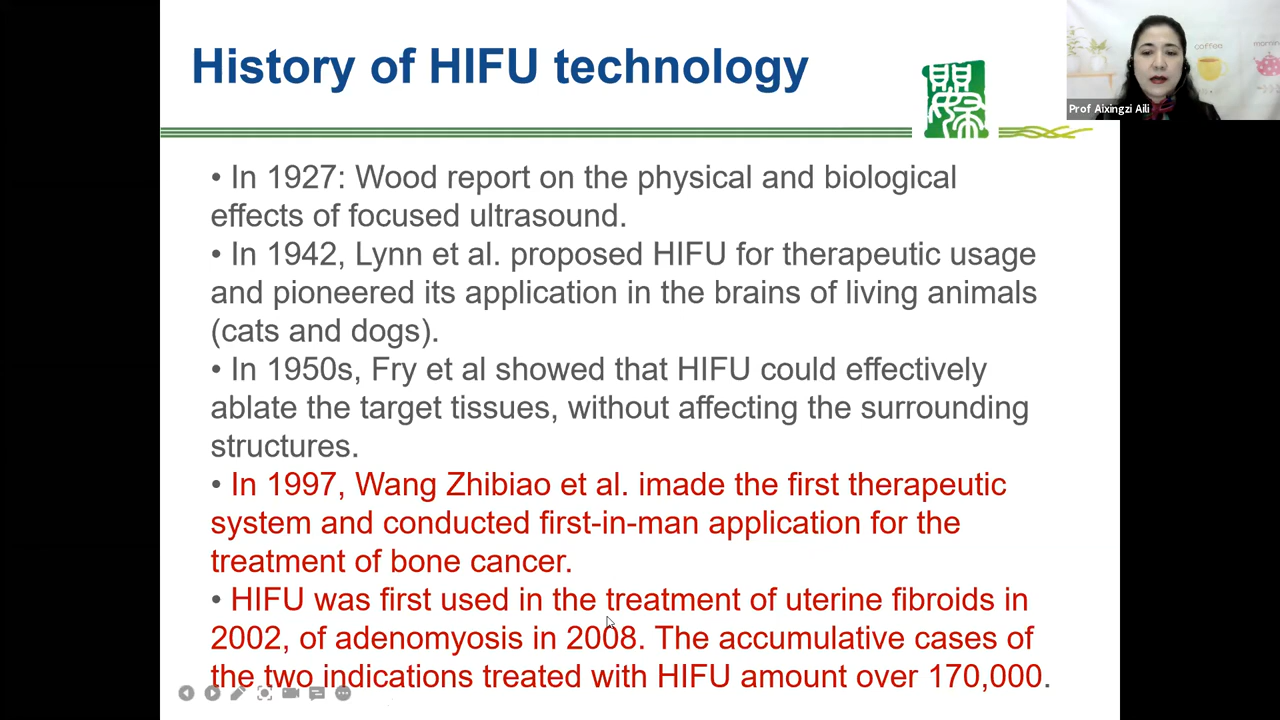 History of HIFU technology
coffee
Prof Aixingzi Aili
• In 1927: Wood report on the physical and biological
effects of focused ultrasound.
• In 1942, Lynn et al. proposed HIFU for therapeutic usage
and pioneered its application in the brains of living animals
(cats and dogs).
• In 1950s, Fry et al showed that HIFU could effectively
ablate the target tissues, without affecting the surrounding
structures.
• In 1997, Wang Zhibiao et al. imade the first therapeutic
system and conducted first-in-man application for the
treatment of bone cancer.
• HIFU was first used in the treatment of uterine fibroids in
2002, of adenomyosis in 2008. The accumulative cases of
the two indications treated with HIFU amount over 170,000.